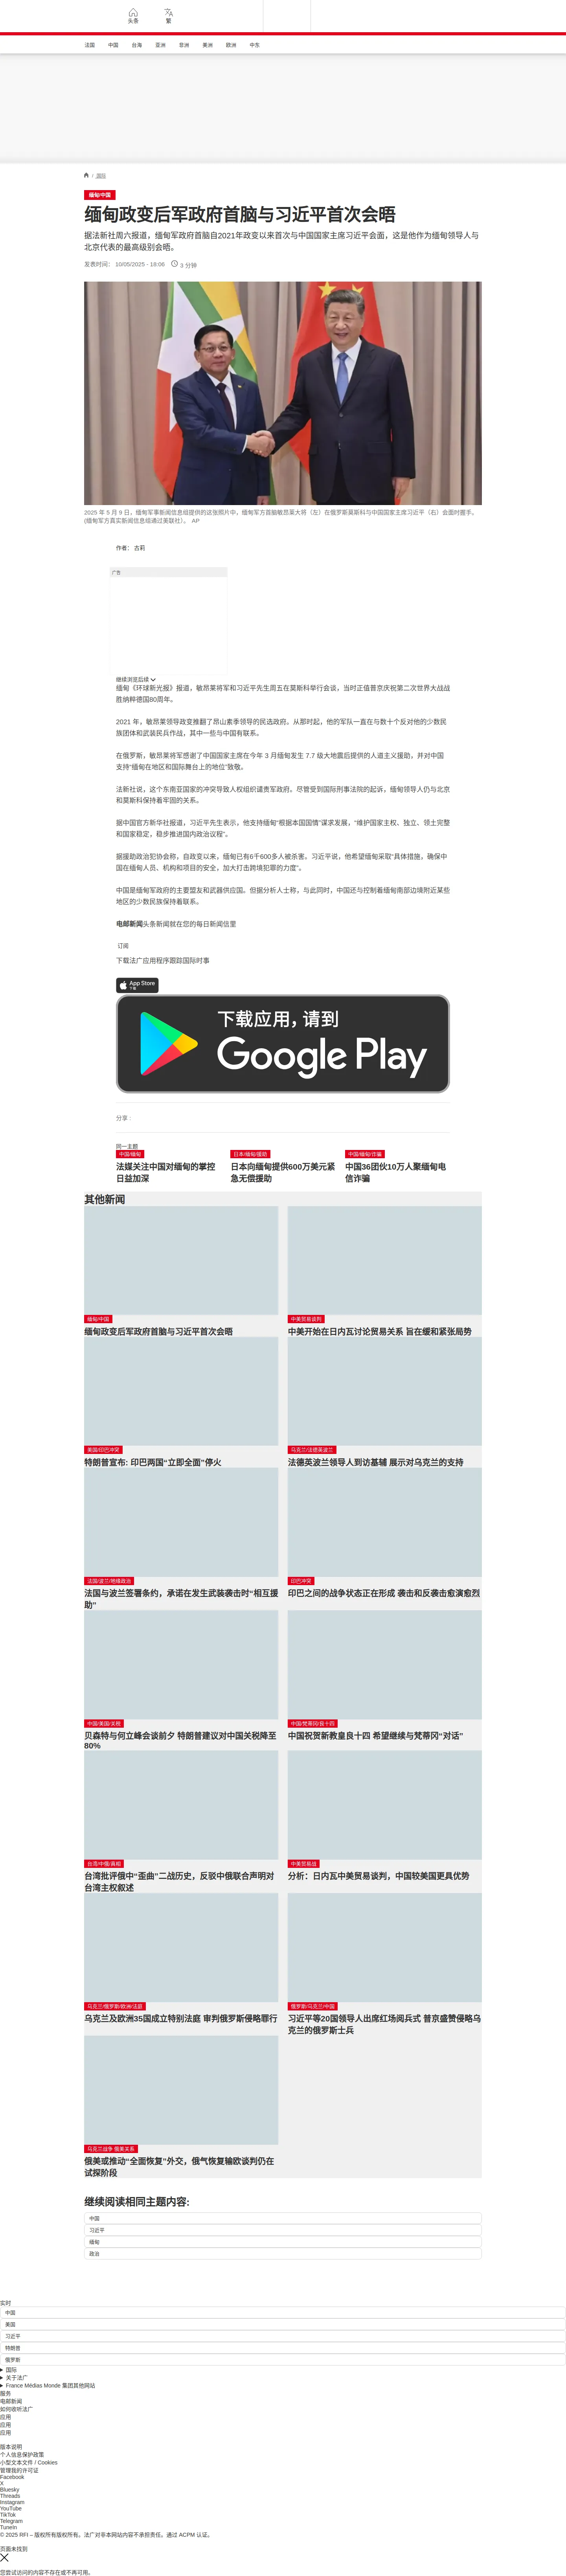 头条
繁
法国
中国
台海
亚洲
非洲
美洲
欧洲
中东
/ 国际
缅甸/中国
缅甸政变后军政府首脑与习近平首次会晤
据法新社周六报道，缅甸军政府首脑自2021年政变以来首次与中国国家主席习近平会面，这是他作为缅甸领导人与
北京代表的最高级别会晤。
发表时间： 10/05/2025 - 19:06
3 分钟
2025 年 5 月 9 日，缅甸军事新闻信息组提供的这张照片中，缅甸军方首脑敏昂莱大将（左）在俄罗斯莫斯科与中国国家主席习近平（右）会面时握手。
(缅甸军方真实新闻信息组通过美联社）。 AP
作者： 古莉
广告
继续浏览后续
缅甸《环球新光报》报道，敏昂莱将军和习近平先生周五在莫斯科举行会谈，当时正值普京庆祝第二次世界大战战
胜纳粹德国80周年。
2021 年，敏昂莱领导政变推翻了昂山素季领导的民选政府。从那时起，他的军队一直在与数十个反对他的少数民
族团体和武装民兵作战，其中一些与中国有联系。
在俄罗斯，敏昂莱将军感谢了中国国家主席在今年 3 月缅甸发生 7.7 级大地震后提供的人道主义援助，并对中国
支持“缅甸在地区和国际舞台上的地位”致敬。
法新社说，这个东南亚国家的冲突导致人权组织谴责军政府。尽管受到国际刑事法院的起诉，缅甸领导人仍与北京
和莫斯科保持着牢固的关系。
据中国官方新华社报道，习近平先生表示，他支持缅甸“根据本国国情”谋求发展，“维护国家主权、独立、领土完整
和国家稳定，稳步推进国内政治议程”。
据援助政治犯协会称，自政变以来，缅甸已有6千600多人被杀害。习近平说，他希望缅甸采取“具体措施，确保中
国在缅甸人员、机构和项目的安全，加大打击跨境犯罪的力度”。
中国是缅甸军政府的主要盟友和武器供应国。但据分析人士称，与此同时，中国还与控制着缅甸南部边境附近某些
地区的少数民族保持着联系。
电邮新闻头条新闻就在您的每日新闻信里
订阅
下载法广应用程序跟踪国际时事
App Store
下载
下载应用，请到
Google Play
分享 :
同一主题
中国/缅甸
法媒关注中国对缅甸的掌控
日益加深
日本/缅甸/援助
日本向缅甸提供600万美元紧
急无偿援助
中国/缅甸/诈骗
中国36团伙10万人聚缅甸电
信诈骗
其他新闻
缅甸/中国
缅甸政变后军政府首脑与习近平首次会晤
中美贸易谈判
中美开始在日内瓦讨论贸易关系 旨在缓和紧张局势
美国/印巴冲突
特朗普宣布: 印巴两国“立即全面”停火
乌克兰/法德英波兰
法德英波兰领导人到访基辅 展示对乌克兰的支持
法国/波兰/地缘政治
法国与波兰签署条约，承诺在发生武装袭击时“相互援
助”
印巴冲突
印巴之间的战争状态正在形成 袭击和反袭击愈演愈烈
中国/美国/关税
贝森特与何立峰会谈前夕 特朗普建议对中国关税降至
80%
中国/梵蒂冈/良十四
中国祝贺新教皇良十四 希望继续与梵蒂冈“对话”
台湾/中俄/真相
台湾批评俄中“歪曲”二战历史，反驳中俄联合声明对
台湾主权叙述
中美贸易战
分析：日内瓦中美贸易谈判，中国较美国更具优势
乌克兰/俄罗斯/欧洲/法庭
乌克兰及欧洲35国成立特别法庭 审判俄罗斯侵略罪行
俄罗斯/乌克兰/中国
习近平等20国领导人出席红场阅兵式 普京盛赞侵略乌
克兰的俄罗斯士兵
乌克兰战争 俄美关系
俄美或推动“全面恢复”外交，俄气恢复输欧谈判仍在
试探阶段
继续阅读相同主题内容:
中国
习近平
缅甸
政治
实时
中国
美国
习近平
特朗普
俄罗斯
国际
关于法广
France Médias Monde 集团其他网站
服务
电邮新闻
如何收听法广
应用
应用
应用
版本说明
个人信息保护政策
小型文本文件 / Cookies
管理我的许可证
Facebook
X
Bluesky
Threads
Instagram
YouTube
TikTok
Telegram
TuneIn
© 2025 RFI – 版权所有版权所有。法广对非本网站内容不承担责任。通过 ACPM 认证。
页面未找到
您尝试访问的内容不存在或不再可用。